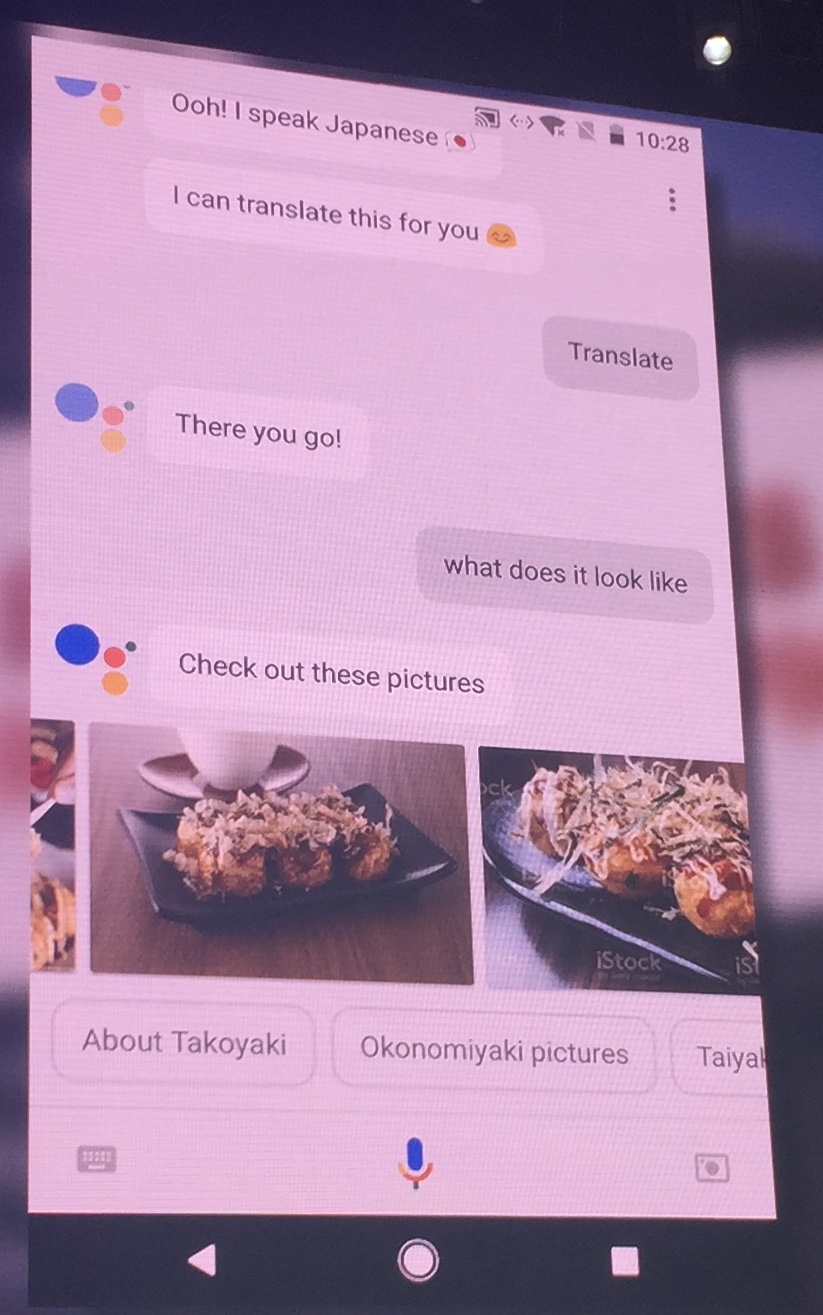 10:28
Ooh! I speak Japanese
I can translate this for you
Translate
There you go!
what does it look like
Check out these pictures
iStock
About Takoyaki
Okonomiyaki pictures